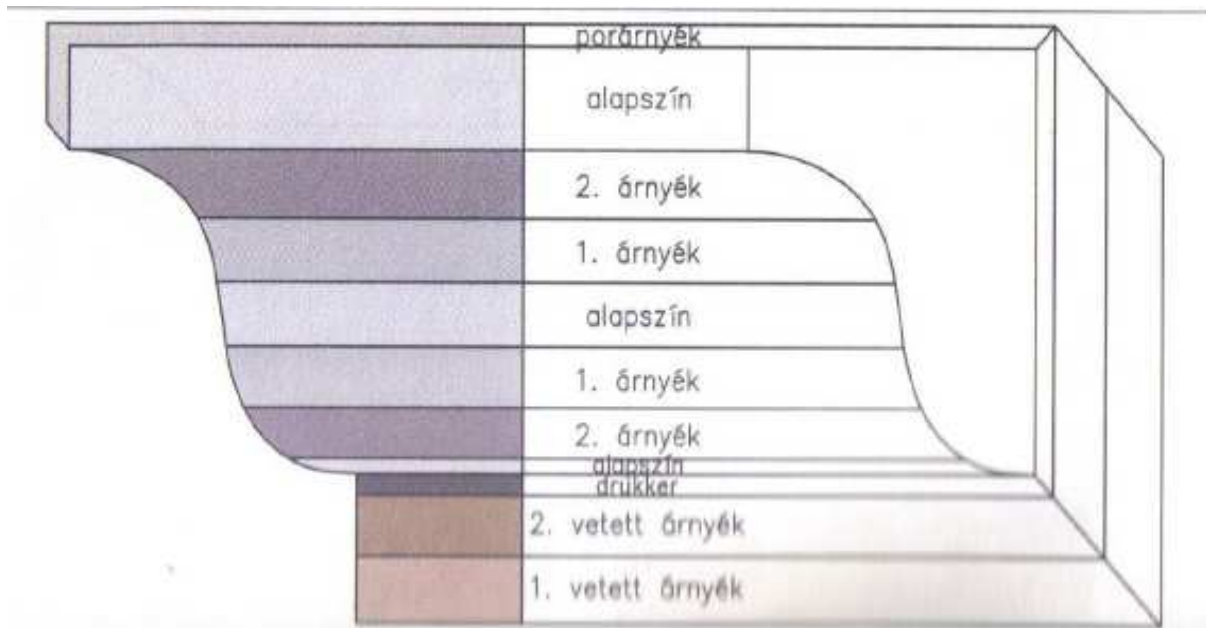 porárnyék
alapszín
2. árnyék
1. árnyék
alapszín
1. árnyék
2. árnyék
alapszín
drukker
2. vetett árnyék
1. vetett árnyék